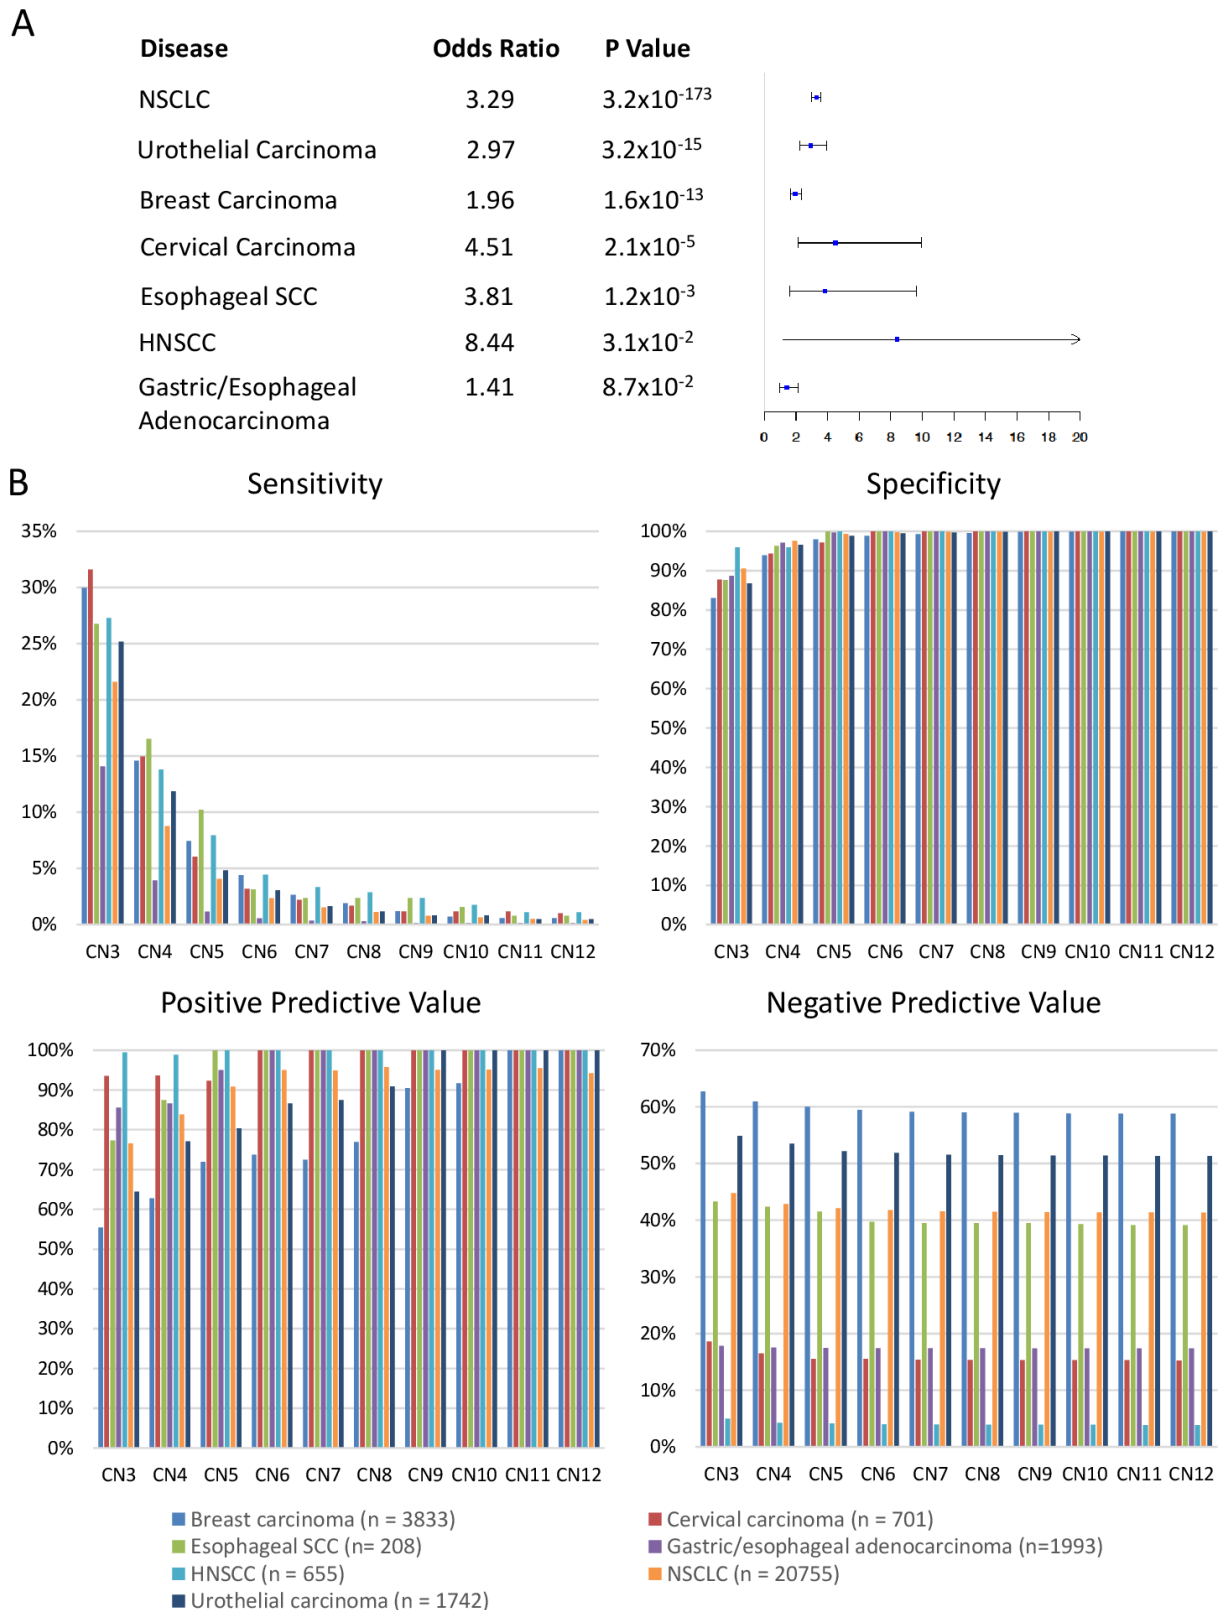 A
Disease Odds Ratio P Value
NSCLC 3.29 3.2x10-173
Urothelial Carcinoma 2.97 3.2x10-15
Breast Carcinoma 1.96 1.6x10-13
Cervical Carcinoma 4.51 2.1x10-5
Esophageal SCC 3.81 1.2x10-3
HNSCC 8.44 3.1x10-2
Gastric/Esophageal 1.41 8.7x10-2
Adenocarcinoma
0 2 4 6 8 10 12 14 16 18 20
B
Sensitivity
35%
30%
25%
20%
15%
10%
5%
0%
CN3 CN4 CN5 CN6 CN7 CN8 CN9 CN10 CN11 CN12
Specificity
100%
90%
80%
70%
60%
50%
40%
30%
20%
10%
0%
CN3 CN4 CN5 CN6 CN7 CN8 CN9 CN10 CN11 CN12
Positive Predictive Value
100%
90%
80%
70%
60%
50%
40%
30%
20%
10%
0%
CN3 CN4 CN5 CN6 CN7 CN8 CN9 CN10 CN11 CN12
Negative Predictive Value
70%
60%
50%
40%
30%
20%
10%
0%
CN3 CN4 CN5 CN6 CN7 CN8 CN9 CN10 CN11 CN12
Breast carcinoma (n = 3833)
Cervical carcinoma (n = 701)
Esophageal SCC (n= 208)
Gastric/esophageal adenocarcinoma (n=1993)
HNSCC (n = 655)
NSCLC (n = 20755)
Urothelial carcinoma (n = 1742)